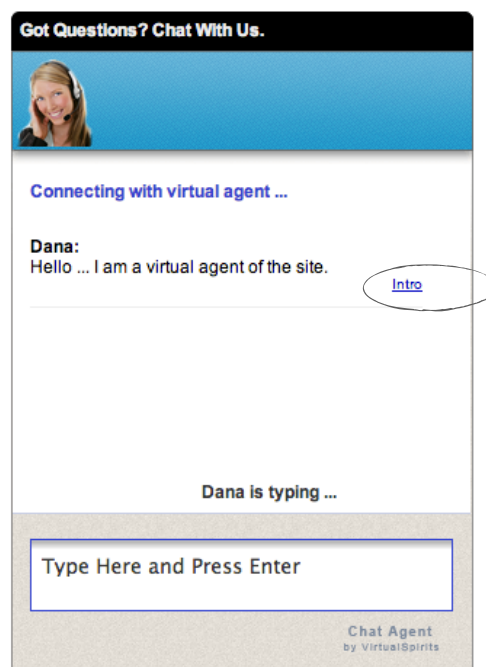 Got Questions? Chat With Us.
Connecting with virtual agent ...
Dana:
Hello ... I am a virtual agent of the site.
Intro
Dana is typing ...
Type Here and Press Enter
Chat Agent
by VirtualSpirits